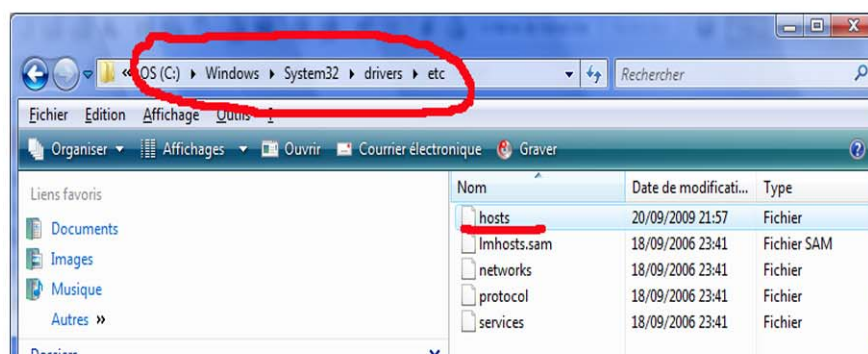 « OS (C:) ▸ Windows ▸ System32 ▸ drivers ▸ etc Rechercher
Fichier Edition Affichage Outils ?
Organiser Affichages Ouvrir Courrier électronique Graver
Liens favoris
Documents
Images
Musique
Autres »
Nom Date de modificati... Type
hosts 20/09/2009 21:57 Fichier
lmhosts.sam 18/09/2006 23:41 Fichier SAM
networks 18/09/2006 23:41 Fichier
protocol 18/09/2006 23:41 Fichier
services 18/09/2006 23:41 Fichier
Dossiers